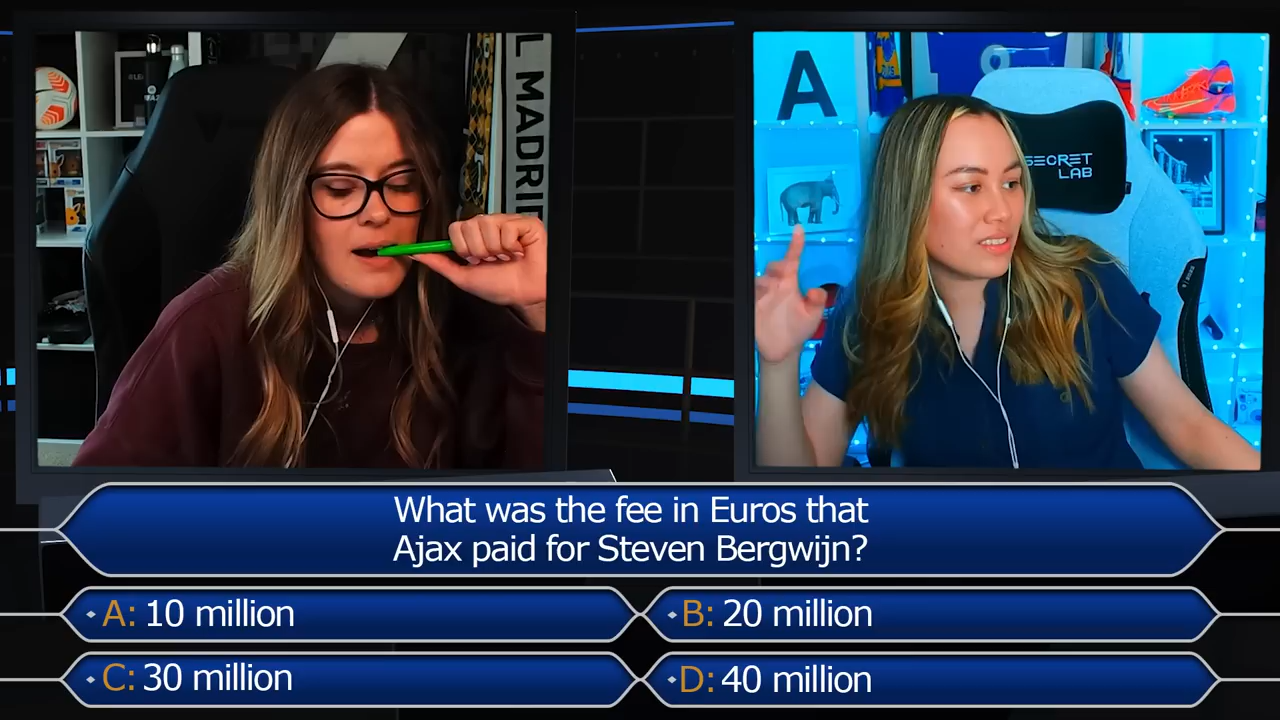 L MADRI
A
SECRET
LAB
What was the fee in Euros that
Ajax paid for Steven Bergwijn?
A: 10 million
B: 20 million
C: 30 million
D: 40 million